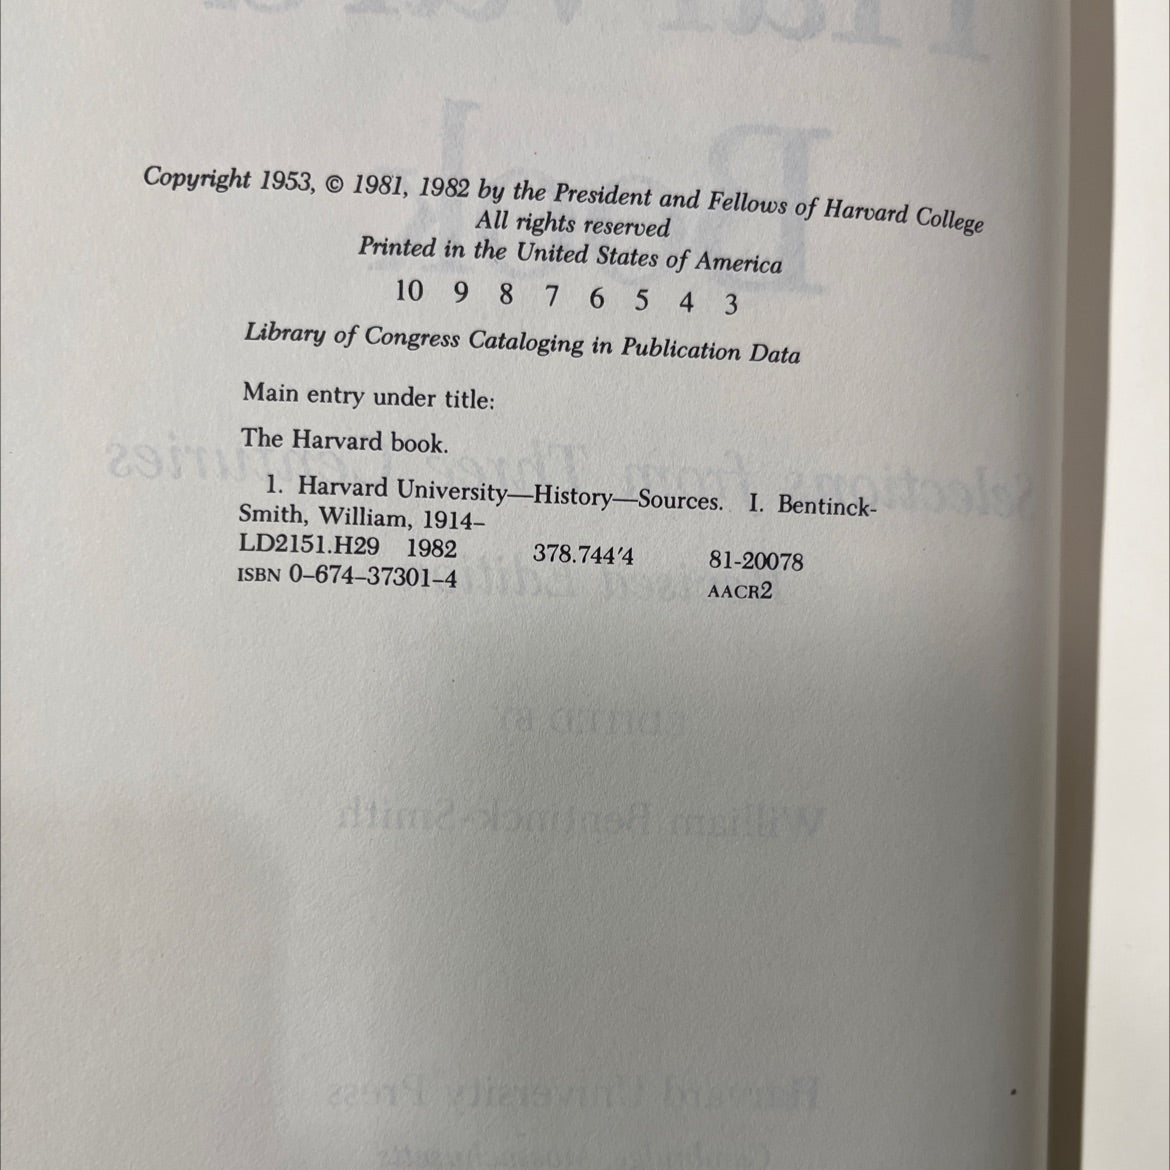 Copyright 1953, © 1981, 1982 by the President and Fellows of Harvard College
All rights reserved
Printed in the United States of America
10 9 8 7 6 5 4 3
Library of Congress Cataloging in Publication Data
Main entry under title:
The Harvard book.
1. Harvard University—History—Sources. I. Bentinck-
Smith, William, 1914–
LD2151.H29 1982 378.744′4 81-20078
ISBN 0–674–37301–4 AACR2